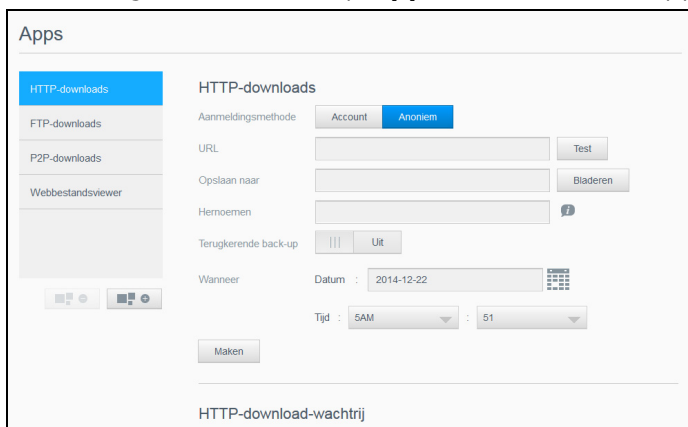 Apps
HTTP-downloads
FTP-downloads
P2P-downloads
Webbestandsviewer
HTTP-downloads
Aanmeldingsmethode Account Anoniem
URL Test
Opslaan naar Bladeren
Hernoemen
Terugkerende back-up Uit
Wanneer Datum : 2014-12-22
Tijd : 5AM : 51
Maken
HTTP-download-wachtrij